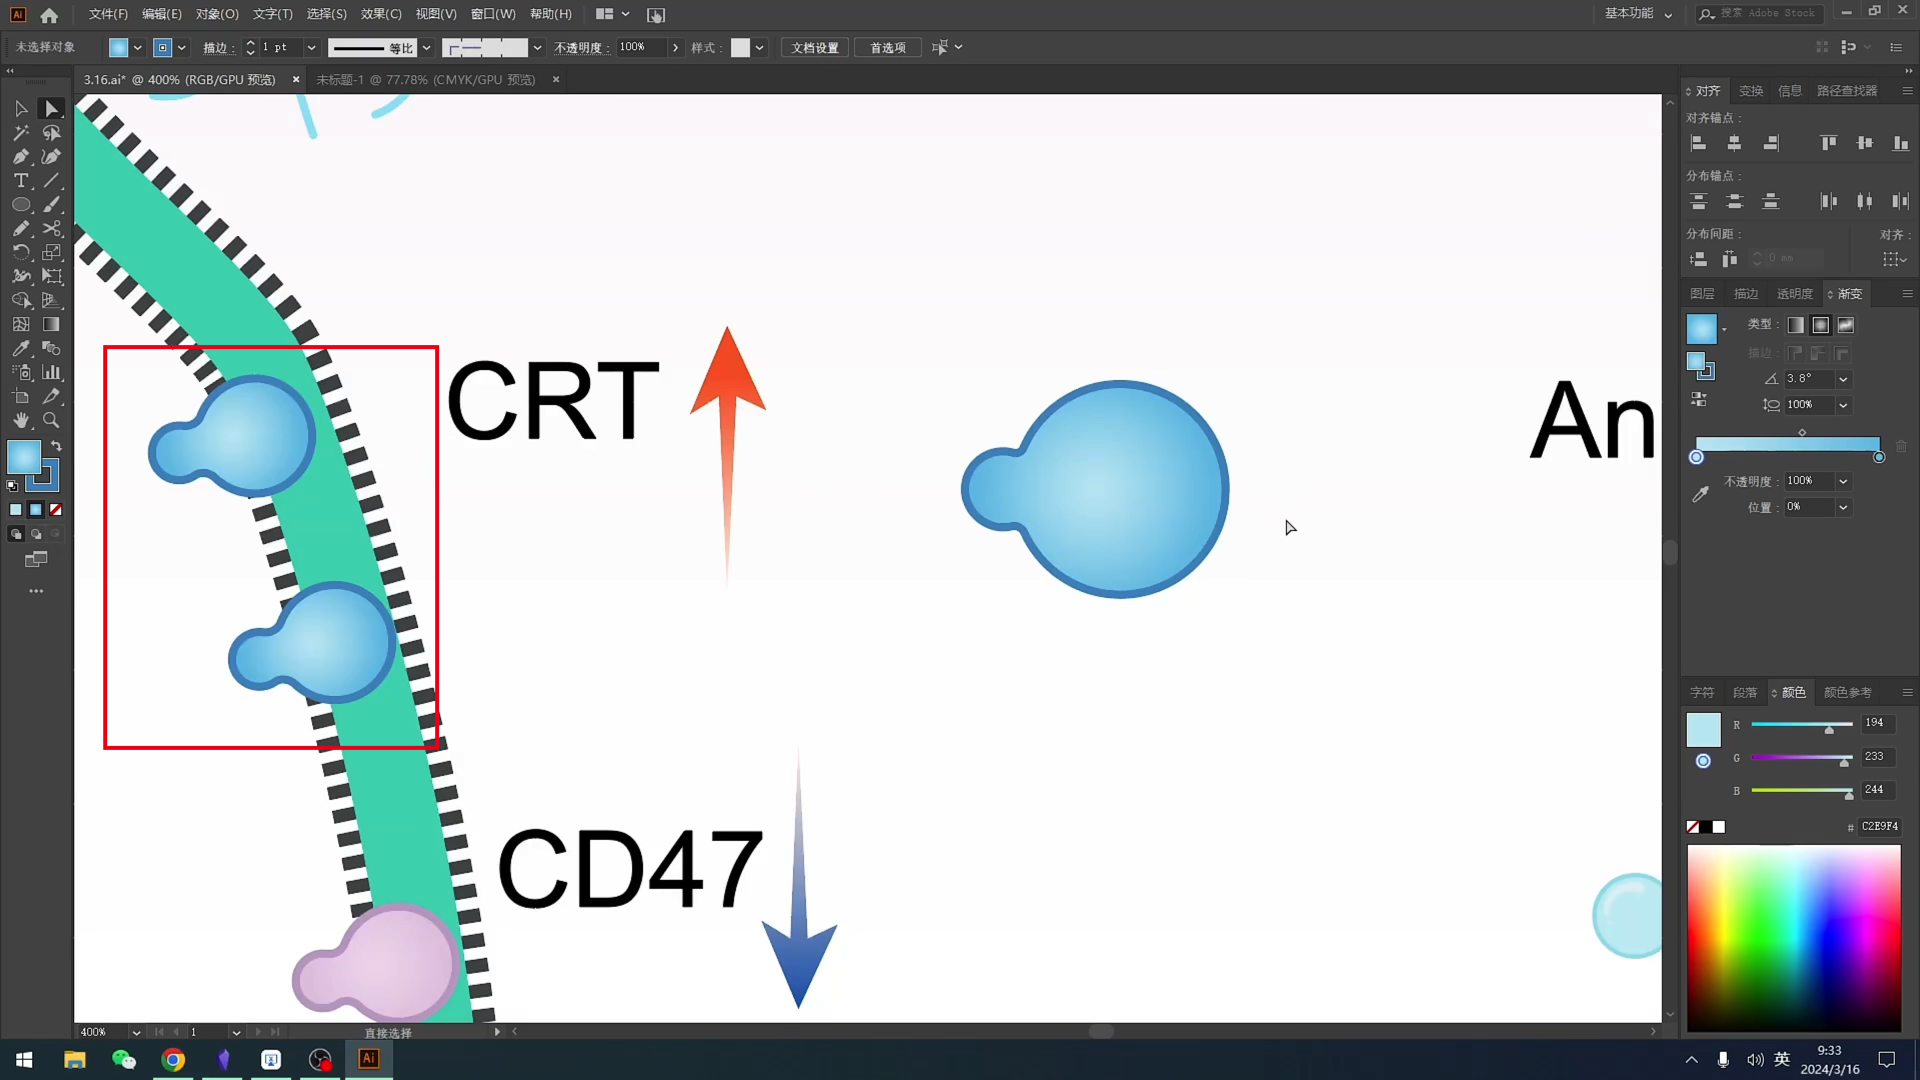 Ai 文件(F) 编辑(E) 对象(O) 文字(T) 选择(S) 效果(C) 视图(V) 窗口(W) 帮助(H) 基本功能 搜索 Adobe Stock
未选择对象 描边: 1 pt 等比 不透明度: 100% 样式: 文档设置 首选项
3.16.ai* @ 400% (RGB/GPU 预览) × 未标题-1 @ 77.78% (CMYK/GPU 预览) ×
对齐 变换 信息 路径查找器
对齐锚点:
分布锚点:
分布间距: 对齐:
0 mm
图层 描边 透明度 渐变
类型:
描边:
3.8°
100%
不透明度: 100%
位置: 0%
CRT
An
CD47
字符 段落 颜色 颜色参考
R 194
G 233
B 244
# C2E9F4
400% 1 直接选择
Ai 英 9:33
2024/3/16